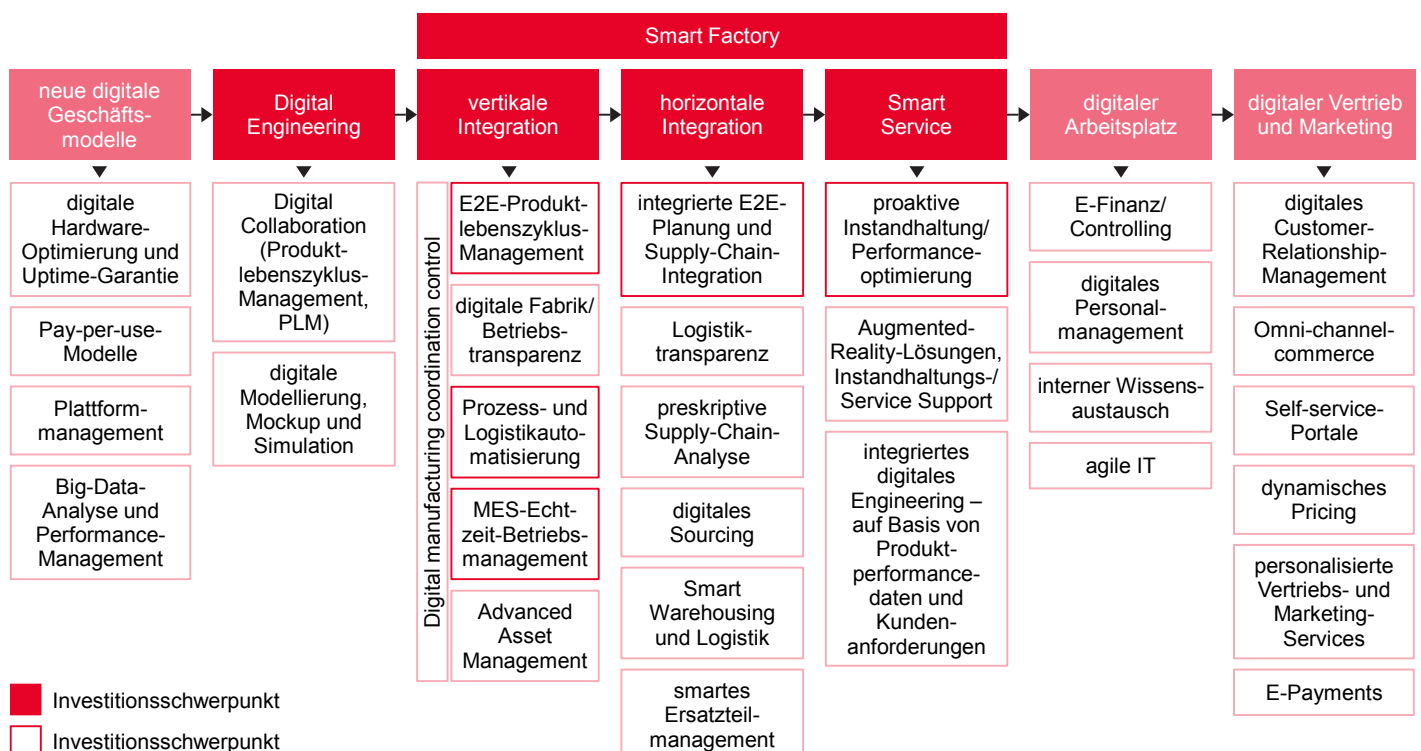 Smart Factory
neue digitale
Geschäfts-
modelle
Digital
Engineering
vertikale
Integration
horizontale
Integration
Smart
Service
digitaler
Arbeitsplatz
digitaler Vertrieb
und Marketing
digitale
Hardware-
Optimierung und
Uptime-Garantie
Pay-per-use-
Modelle
Plattform-
management
Big-Data-
Analyse und
Performance-
Management
Digital
Collaboration
(Produkt-
lebenszyklus-
Management,
PLM)
digitale
Modellierung,
Mockup und
Simulation
Digital manufacturing coordination control
E2E-Produkt-
lebenszyklus-
Management
digitale Fabrik/
Betriebs-
transparenz
Prozess- und
Logistikauto-
matisierung
MES-Echt-
zeit-Betriebs-
management
Advanced
Asset
Management
integrierte E2E-
Planung und
Supply-Chain-
Integration
Logistik-
transparenz
preskriptive
Supply-Chain-
Analyse
digitales
Sourcing
Smart
Warehousing
und Logistik
smartes
Ersatzteil-
management
proaktive
Instandhaltung/
Performance-
optimierung
Augmented-
Reality-Lösungen,
Instandhaltungs-/
Service Support
integriertes
digitales
Engineering –
auf Basis von
Produkt-
performance-
daten und
Kunden-
anforderungen
E-Finanz/
Controlling
digitales
Personal-
management
interner Wissens-
austausch
agile IT
digitales
Customer-
Relationship-
Management
Omni-channel-
commerce
Self-service-
Portale
dynamisches
Pricing
personalisierte
Vertriebs- und
Marketing-
Services
E-Payments
Investitionsschwerpunkt
Investitionsschwerpunkt